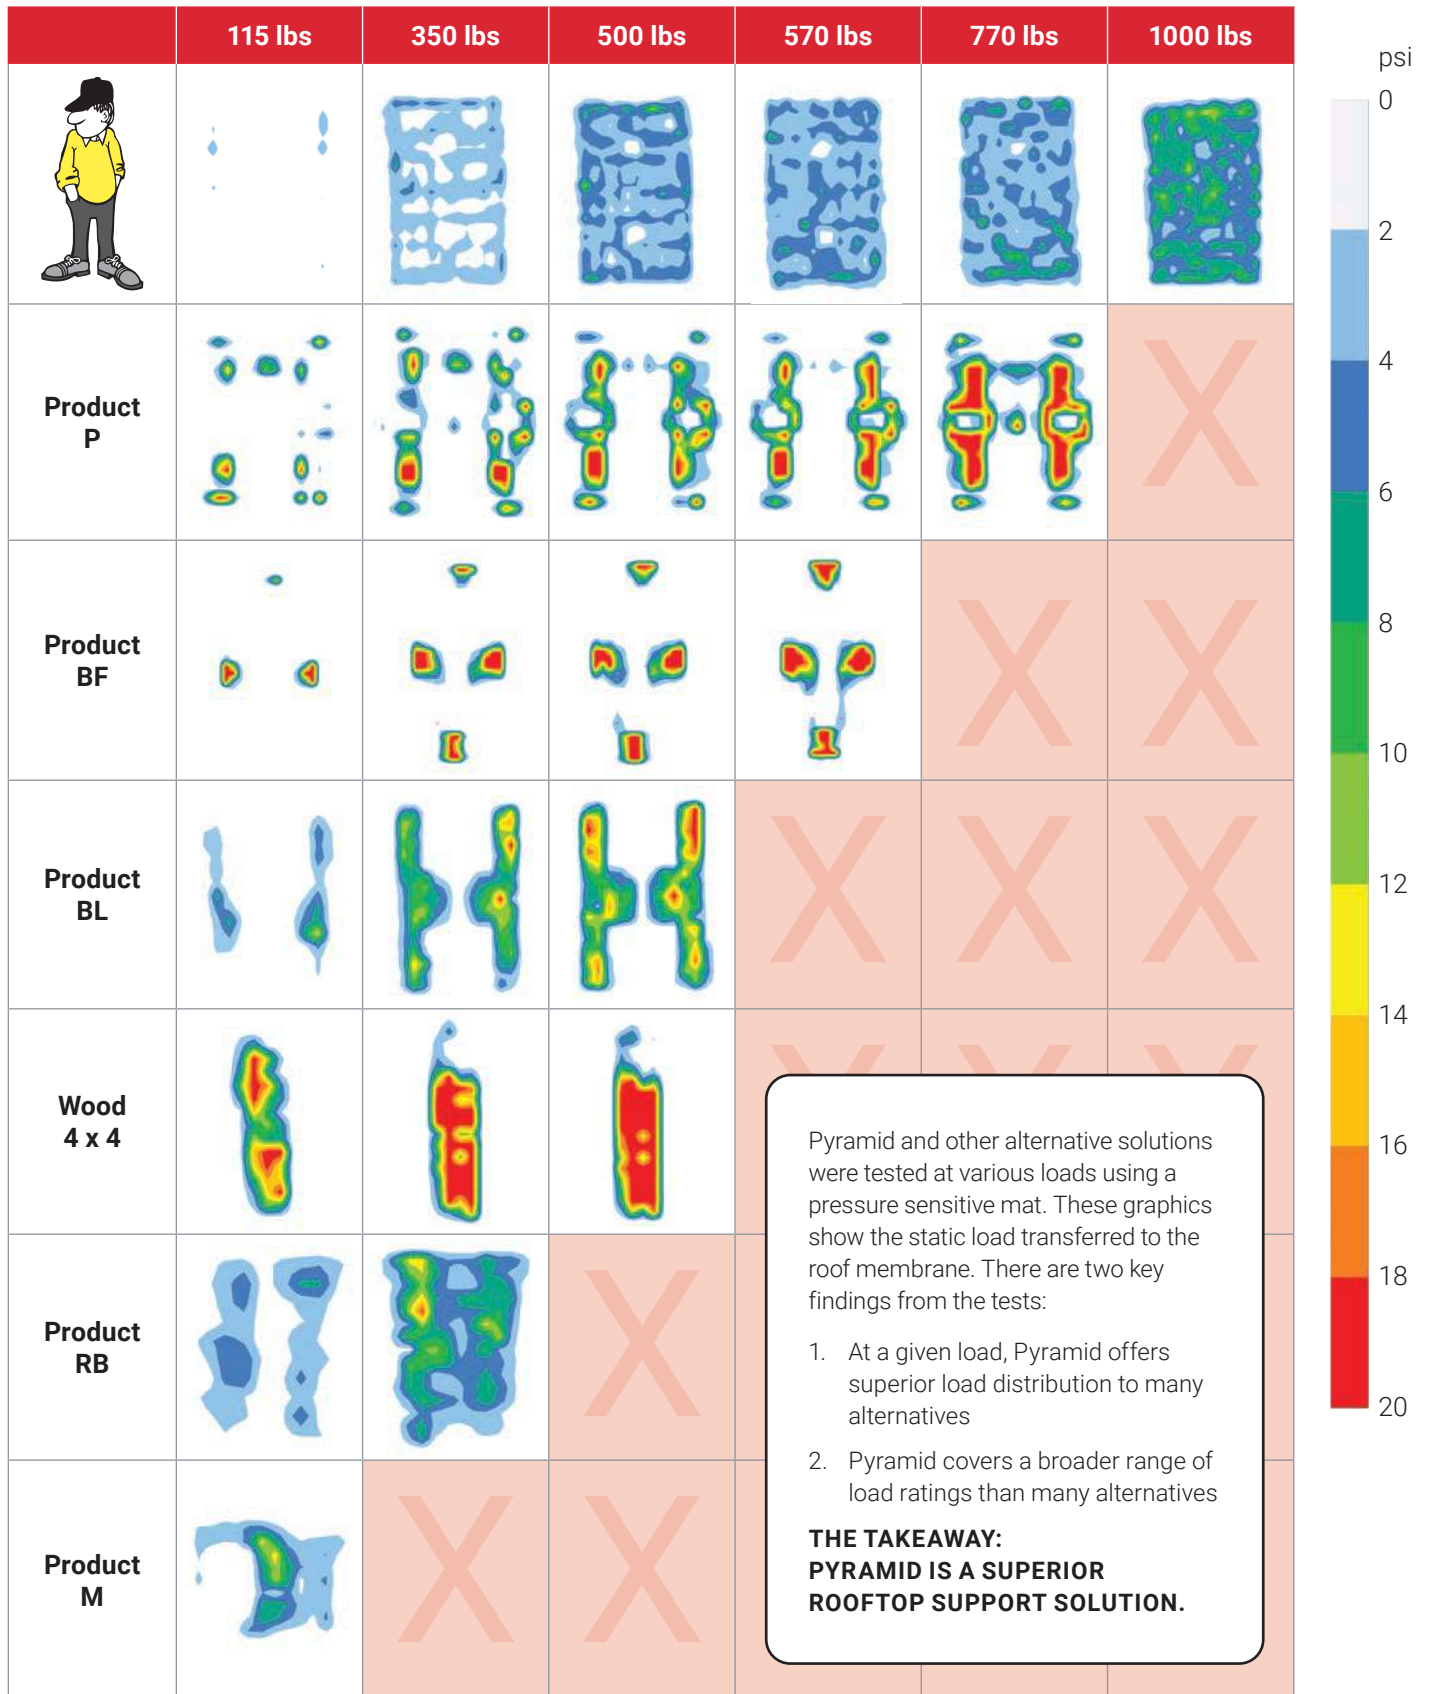 115 lbs 350 lbs 500 lbs 570 lbs 770 lbs 1000 lbs
psi
0
2
4
6
8
10
12
14
16
18
20
Product
P
X
Product
BF
X X
Product
BL
X X X
Wood
4 x 4
X X X
Product
RB
X
Product
M
X X
Pyramid and other alternative solutions
were tested at various loads using a
pressure sensitive mat. These graphics
show the static load transferred to the
roof membrane. There are two key
findings from the tests:
1. At a given load, Pyramid offers
superior load distribution to many
alternatives
2. Pyramid covers a broader range of
load ratings than many alternatives
THE TAKEAWAY:
PYRAMID IS A SUPERIOR
ROOFTOP SUPPORT SOLUTION.